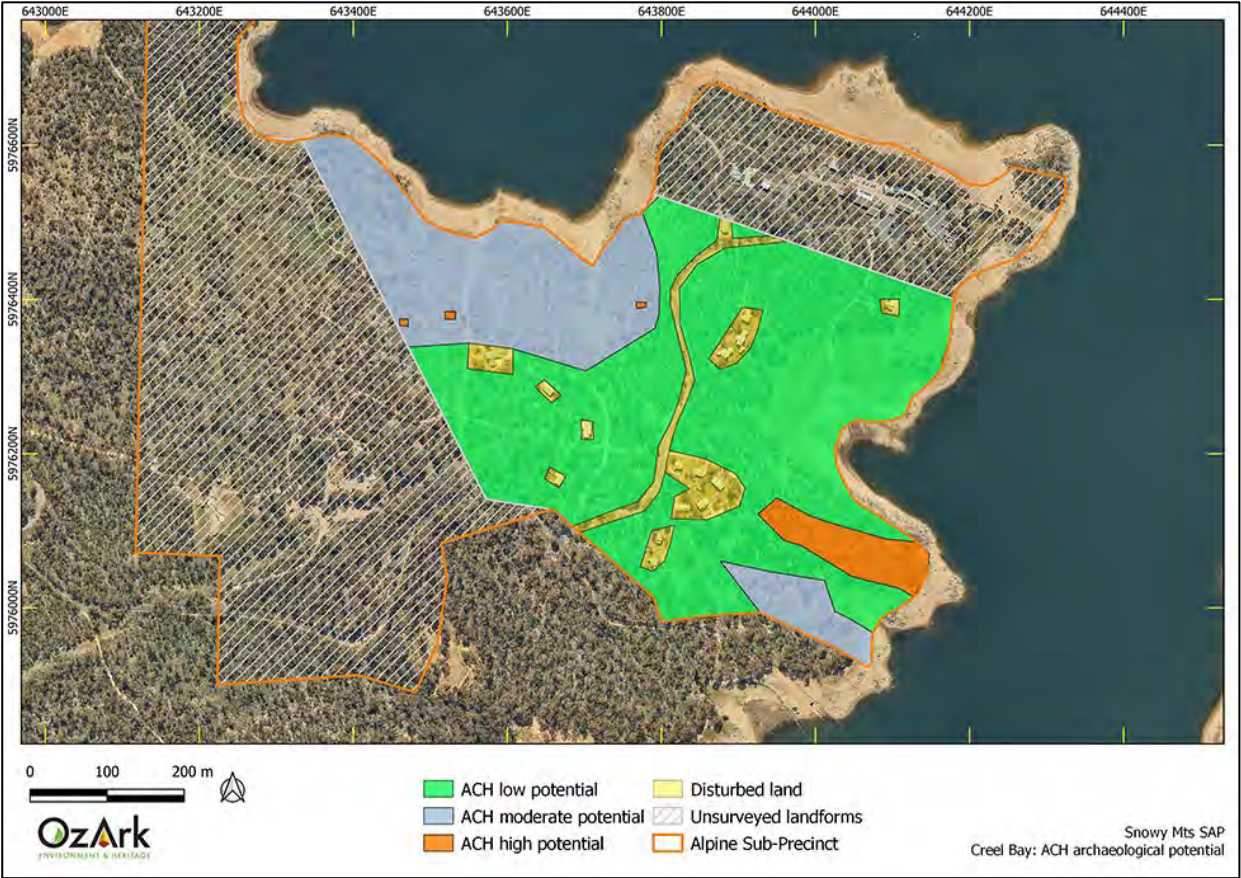 643000E 643200E 643400E 643600E 643800E 644000E 644200E 644400E
5976600N
5976400N
5976200N
5976000N
0 100 200 m
OzArk
ENVIRONMENT & HERITAGE
ACH low potential
ACH moderate potential
ACH high potential
Disturbed land
Unsurveyed landforms
Alpine Sub-Precinct
Snowy Mts SAP
Creel Bay: ACH archaeological potential